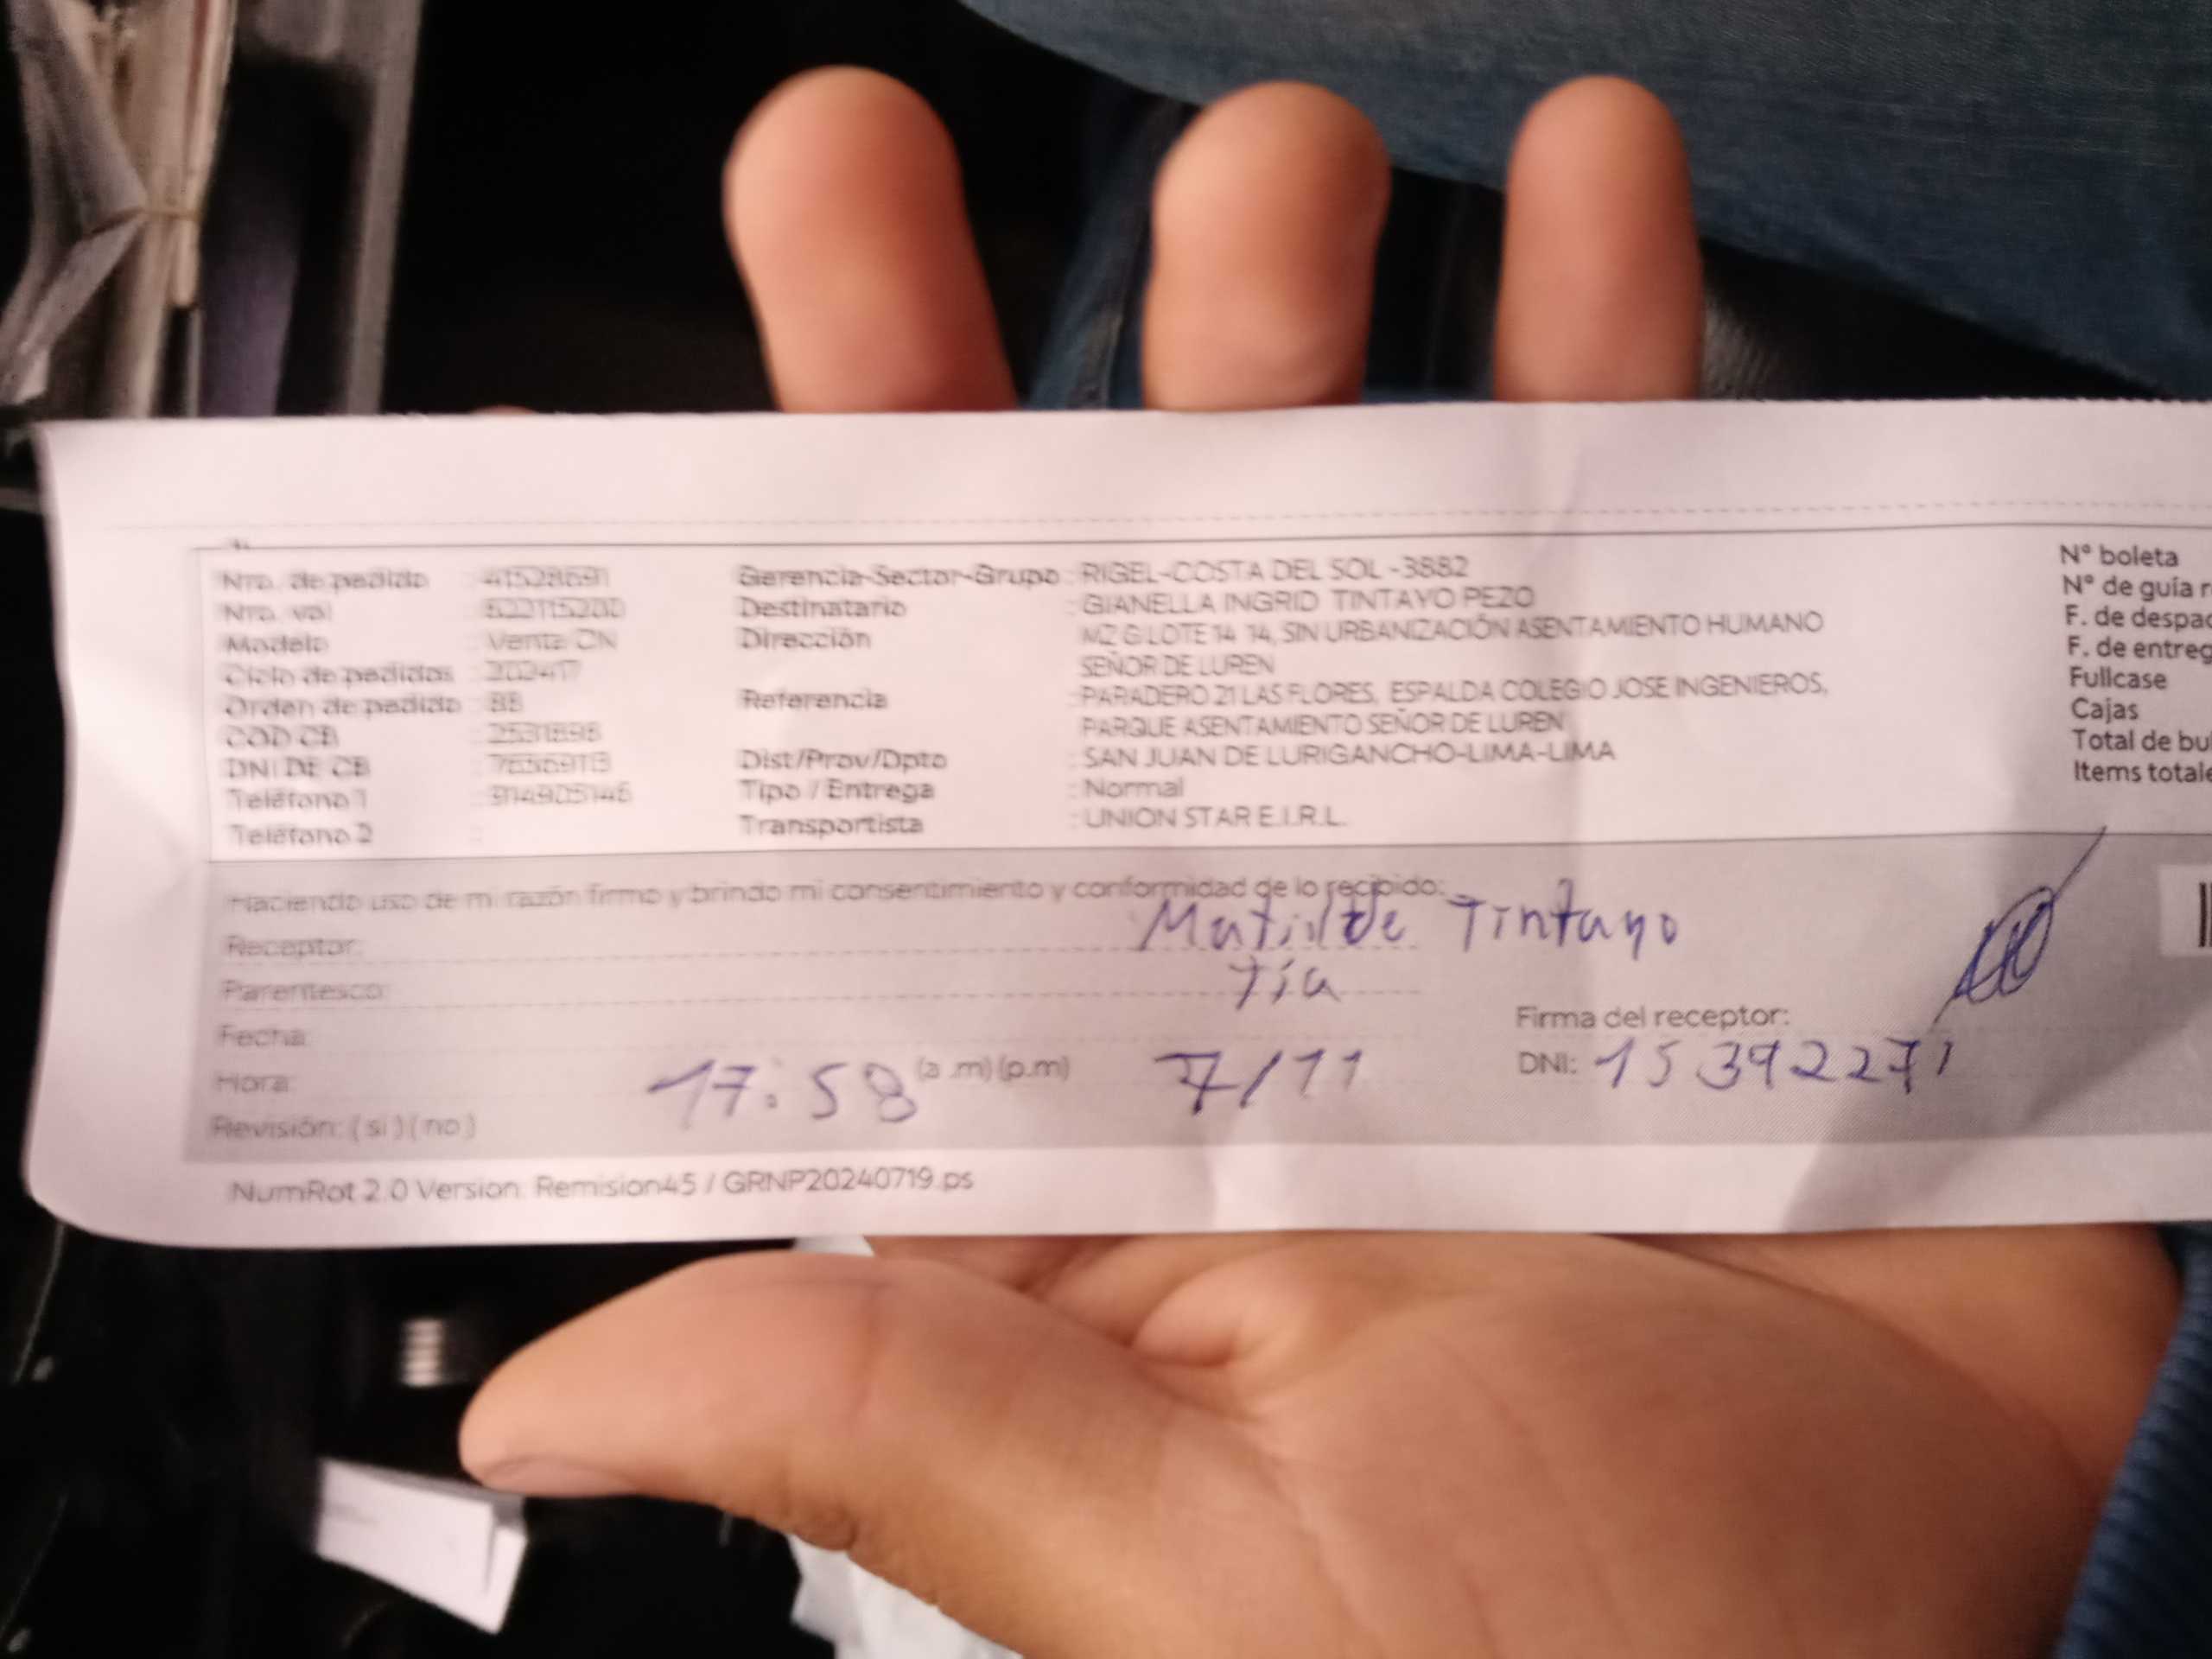 Nro. de pedido : 41528691
Nro. val : 622115200
Modelo : Venta CN
Ciclo de pedidos : 202417
Orden de pedido : 88
COD CB : 2531898
DNI DE CB
Teléfono 1 : 914905146
Teléfono 2 :
Gerencia-Sector-Grupo : RIGEL-COSTA DEL SOL -3882
Destinatario : GIANELLA INGRID TINTAYO PEZO
Dirección : MZ G LOTE 14 14, SIN URBANIZACIÓN ASENTAMIENTO HUMANO
SEÑOR DE LUREN
Referencia : PARADERO 21 LAS FLORES, ESPALDA COLEGIO JOSE INGENIEROS,
PARQUE ASENTAMIENTO SEÑOR DE LUREN
Dist/Prov/Dpto : SAN JUAN DE LURIGANCHO-LIMA-LIMA
Tipo / Entrega : Normal
Transportista : UNION STAR E.I.R.L.
N° boleta
N° de guía r
F. de despac
F. de entreg
Fullcase
Cajas
Total de bul
Items totale
Haciendo uso de mi razón firmo y brindo mi consentimiento y conformidad de lo recibido:
Receptor: Matilde Tintayo
Parentesco: Tía
Fecha:
Firma del receptor:
Hora: 17:58 (a .m) (p.m) 7/11 DNI: 15392271
Revisión: ( si ) ( no )
NumRot 2.0 Version: Remision45 / GRNP20240719.ps